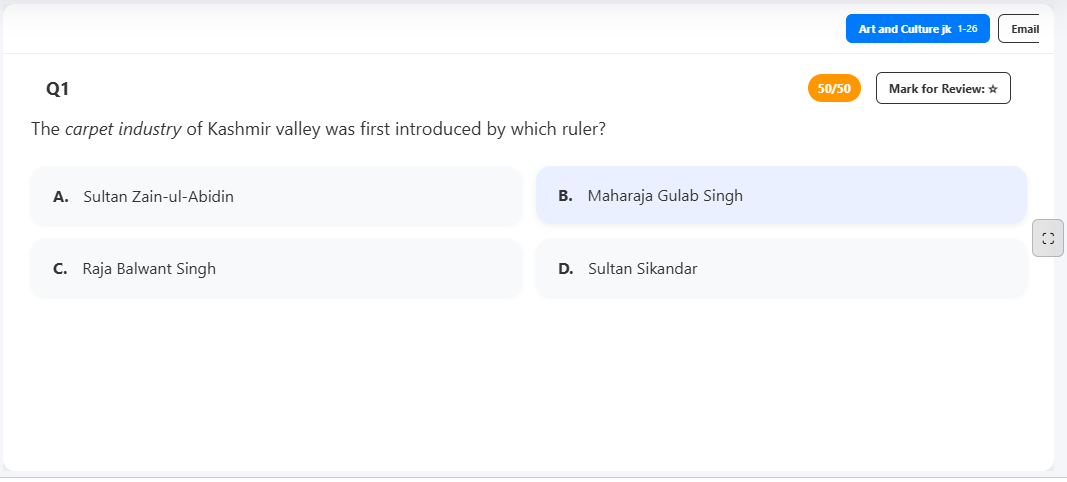 Art and Culture jk 1-26
Email
Q1
50/50
Mark for Review: ☆
The carpet industry of Kashmir valley was first introduced by which ruler?
A. Sultan Zain-ul-Abidin
B. Maharaja Gulab Singh
C. Raja Balwant Singh
D. Sultan Sikandar